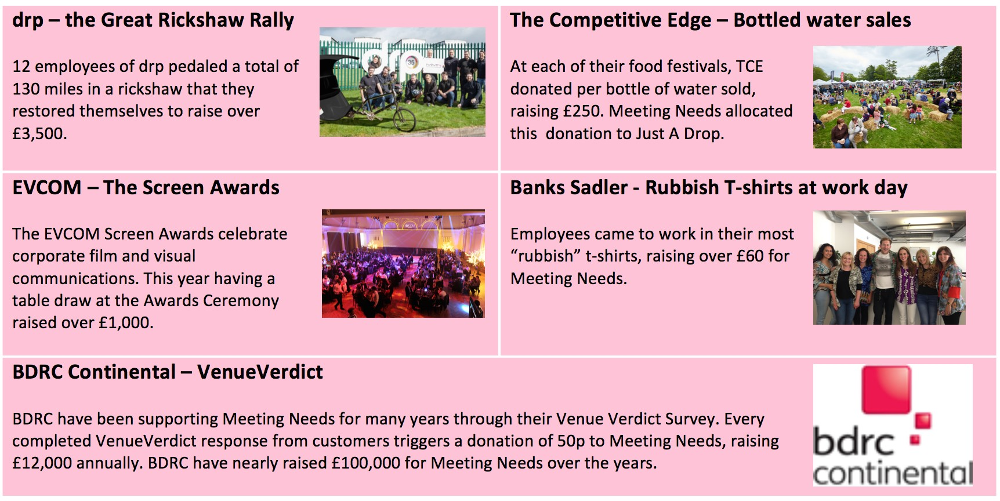 drp – the Great Rickshaw Rally
12 employees of drp pedaled a total of
130 miles in a rickshaw that they
restored themselves to raise over
£3,500.
drp
35
The Competitive Edge – Bottled water sales
At each of their food festivals, TCE
donated per bottle of water sold,
raising £250. Meeting Needs allocated
this  donation to Just A Drop.
EVCOM – The Screen Awards
The EVCOM Screen Awards celebrate
corporate film and visual
communications. This year having a
table draw at the Awards Ceremony
raised over £1,000.
Banks Sadler - Rubbish T-shirts at work day
Employees came to work in their most
“rubbish” t-shirts, raising over £60 for
Meeting Needs.
BDRC Continental – VenueVerdict
BDRC have been supporting Meeting Needs for many years through their Venue Verdict Survey. Every
completed VenueVerdict response from customers triggers a donation of 50p to Meeting Needs, raising
£12,000 annually. BDRC have nearly raised £100,000 for Meeting Needs over the years.
bdrc
continental